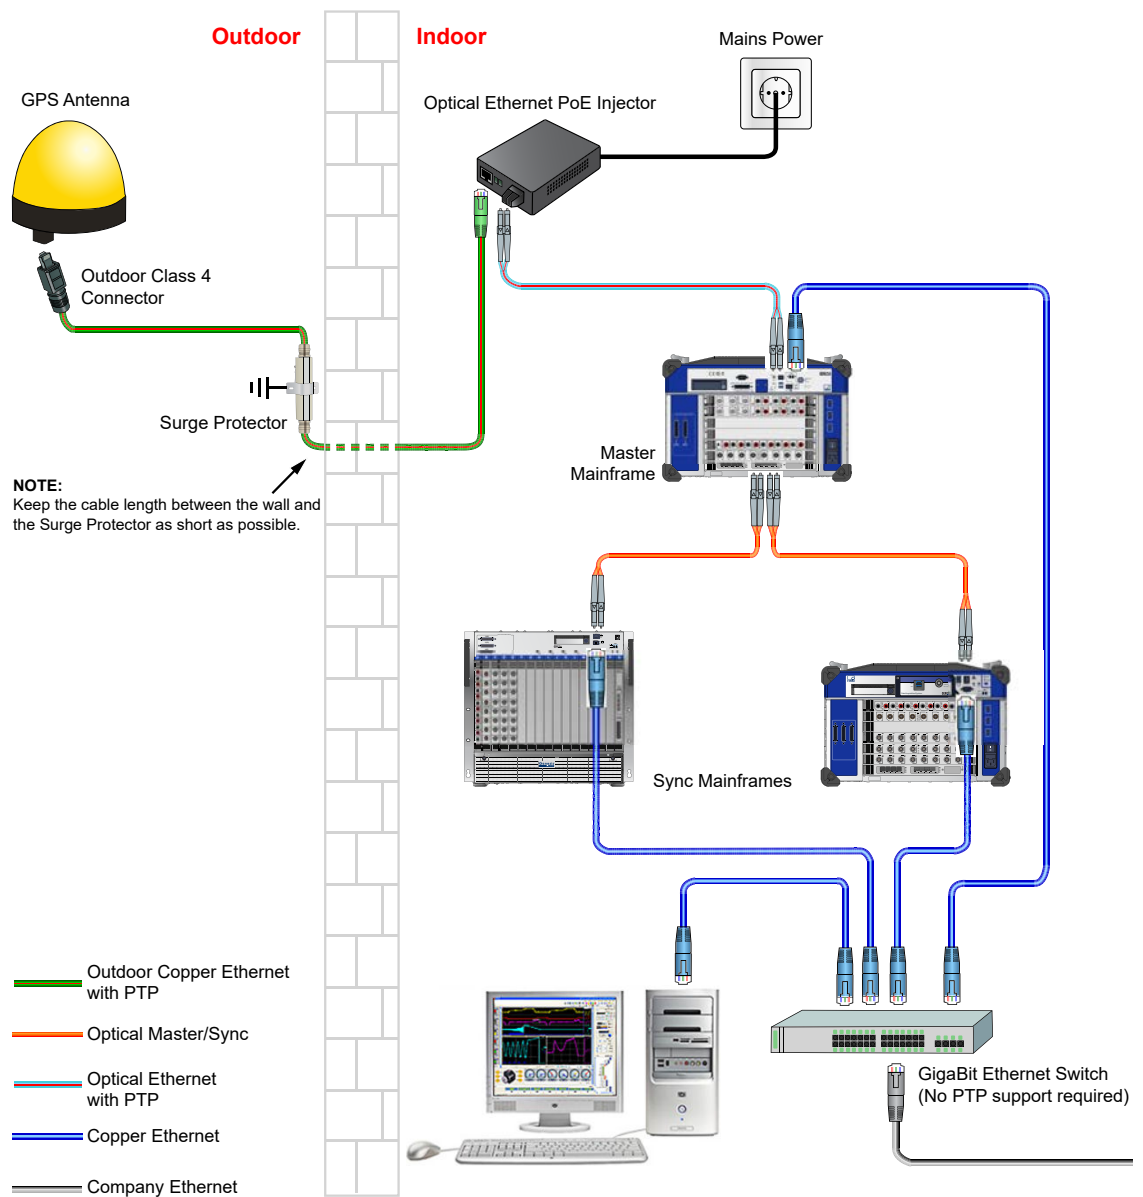 Outdoor
Indoor
Mains Power
GPS Antenna
Optical Ethernet PoE Injector
Outdoor Class 4
Connector
Surge Protector
Master
Mainframe
NOTE:
Keep the cable length between the wall and
the Surge Protector as short as possible.
Sync Mainframes
Outdoor Copper Ethernet
with PTP
Optical Master/Sync
Optical Ethernet
with PTP
Copper Ethernet
Company Ethernet
GigaBit Ethernet Switch
(No PTP support required)